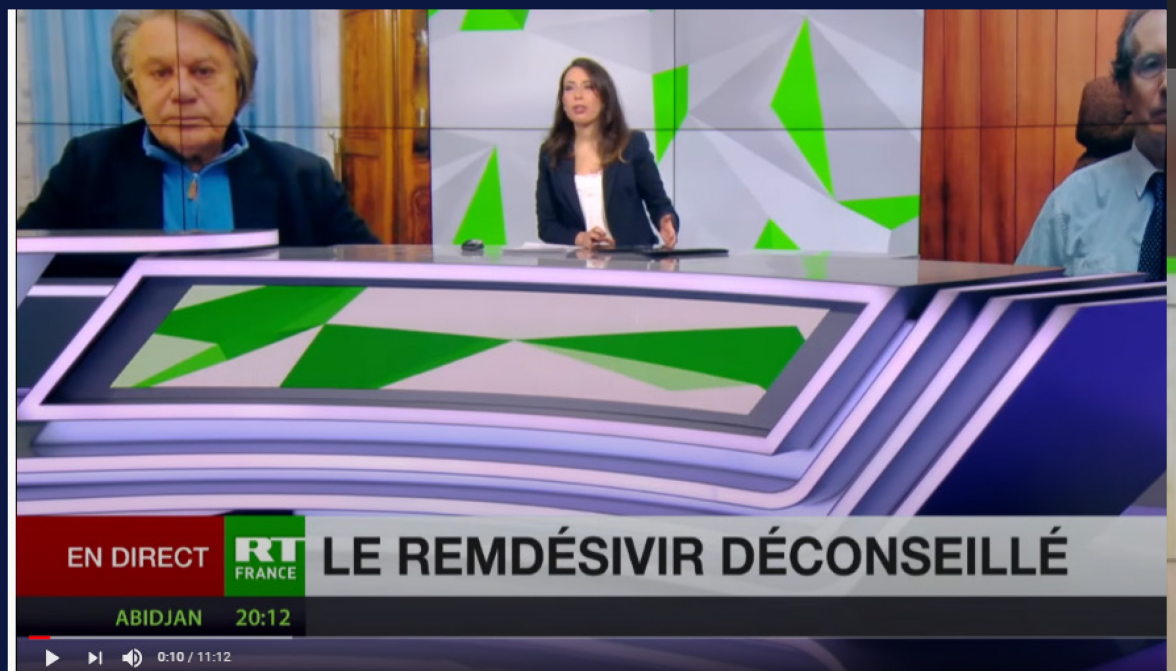 EN DIRECT
RT
FRANCE
LE REMDÉSIVIR DÉCONSEILLÉ
ABIDJAN 20:12
0:10 / 11:12